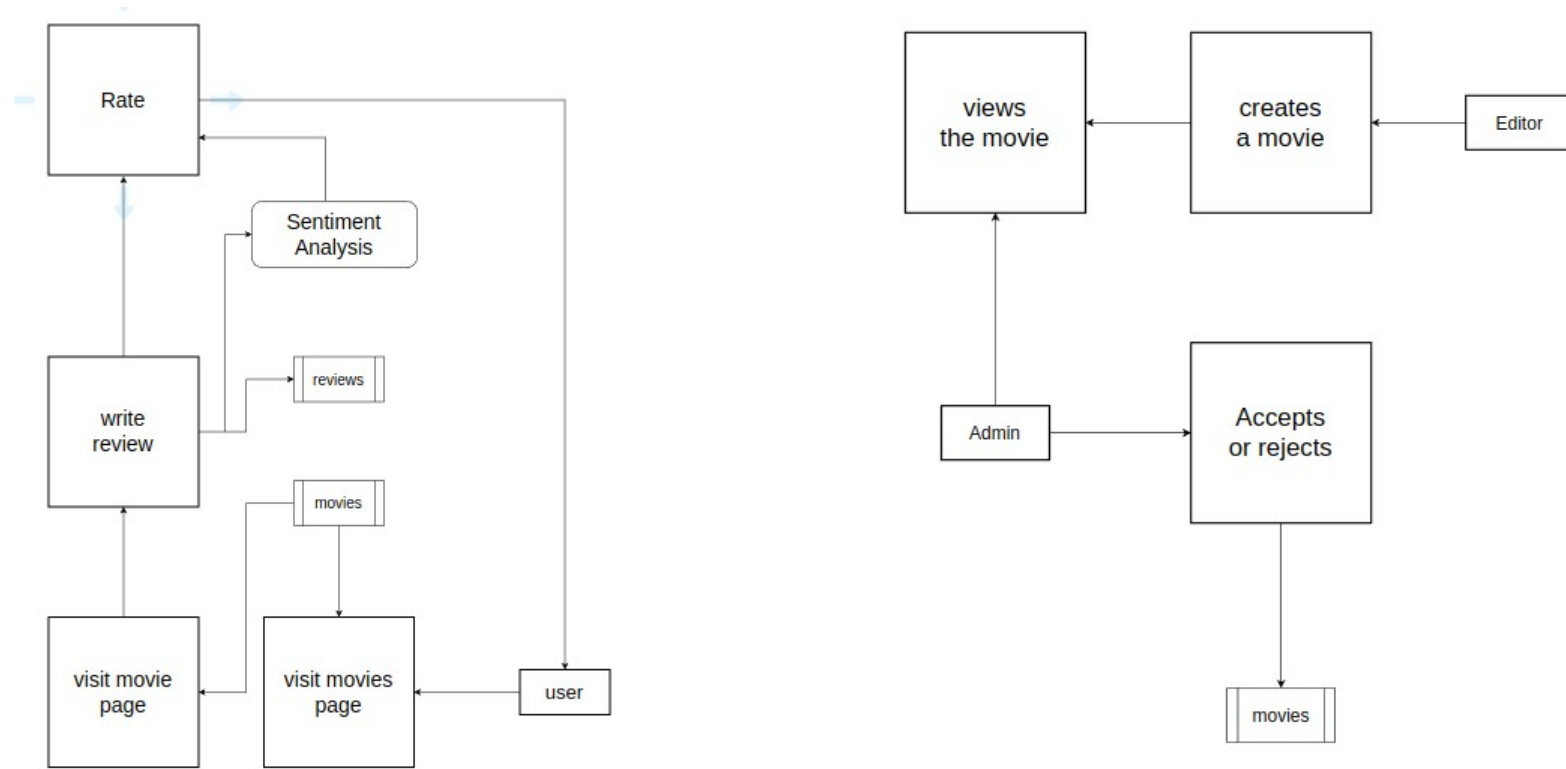 Rate
Sentiment
Analysis
write
review
reviews
movies
visit movie
page
visit movies
page
user
views
the movie
creates
a movie
Editor
Admin
Accepts
or rejects
movies